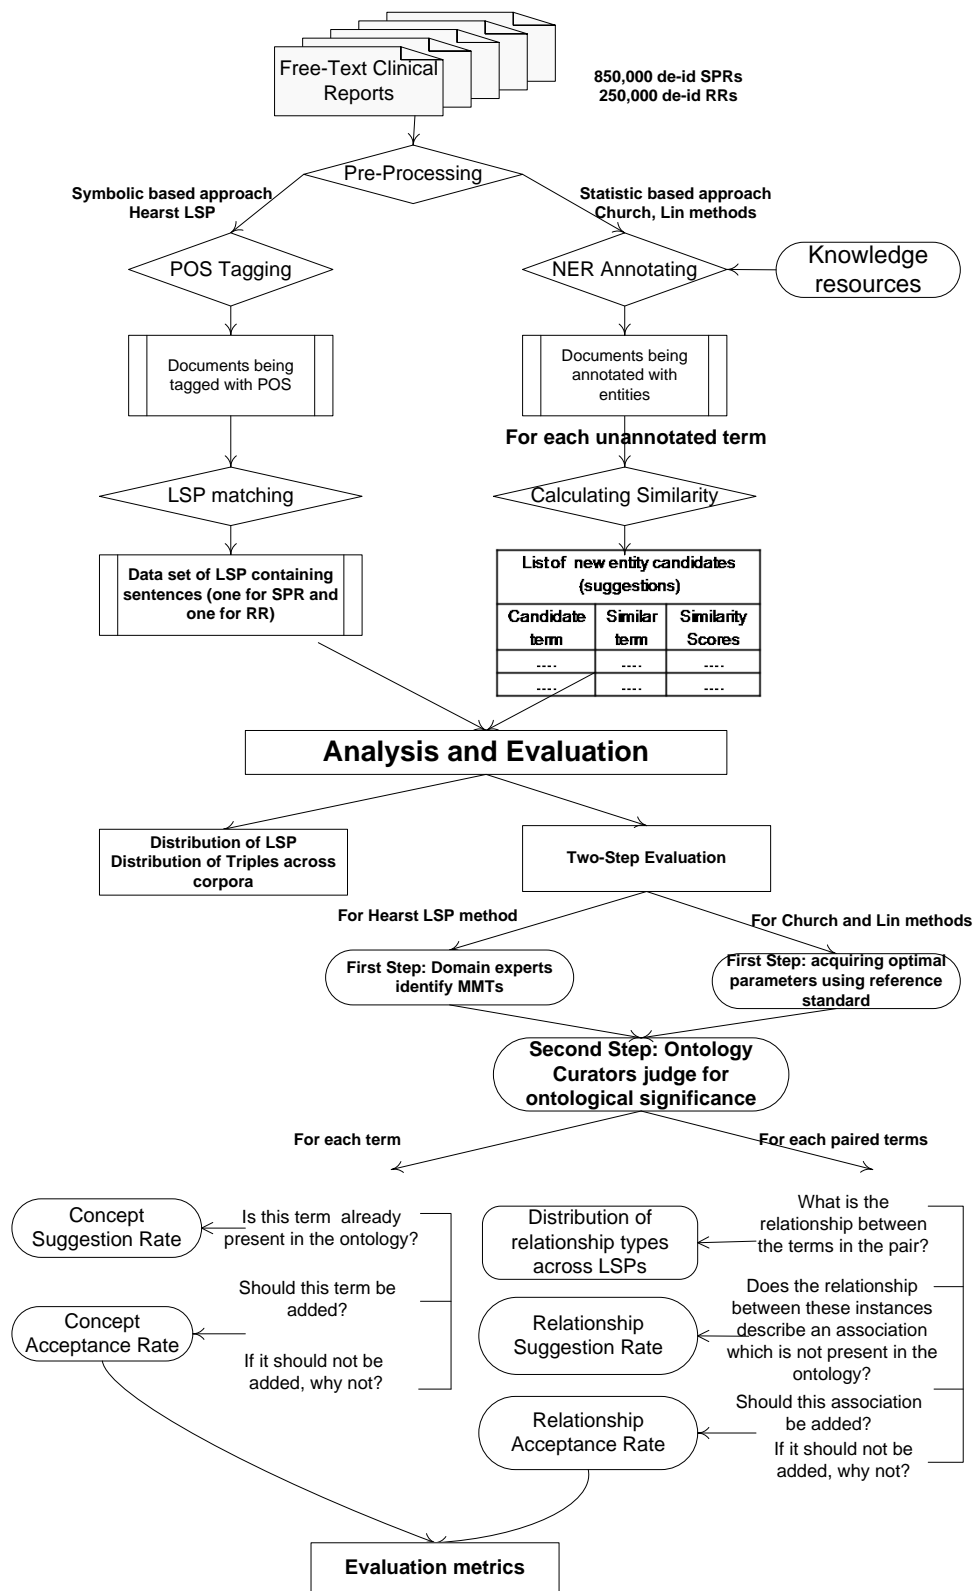 Free-Text Clinical
Reports
850,000 de-id SPRs
250,000 de-id RRs
Pre-Processing
Symbolic based approach
Hearst LSP
Statistic based approach
Church, Lin methods
POS Tagging
NER Annotating
Knowledge
resources
Documents being
tagged with POS
Documents being
annotated with
entities
For each unannotated term
LSP matching
Calculating Similarity
Data set of LSP containing
sentences (one for SPR and
one for RR)
List of new entity candidates
(suggestions)
Candidate
term
Similar
term
Similarity
Scores
....
....
....
....
....
....
Analysis and Evaluation
Distribution of LSP
Distribution of Triples across
corpora
Two-Step Evaluation
For Hearst LSP method
For Church and Lin methods
First Step: Domain experts
identify MMTs
First Step: acquiring optimal
parameters using reference
standard
Second Step: Ontology
Curators judge for
ontological significance
For each term
For each paired terms
Concept
Suggestion Rate
Is this term already
present in the ontology?
Should this term be
added?
Concept
Acceptance Rate
If it should not be
added, why not?
Distribution of
relationship types
across LSPs
What is the
relationship between
the terms in the pair?
Relationship
Suggestion Rate
Does the relationship
between these instances
describe an association
which is not present in the
ontology?
Relationship
Acceptance Rate
Should this association
be added?
If it should not be
added, why not?
Evaluation metrics